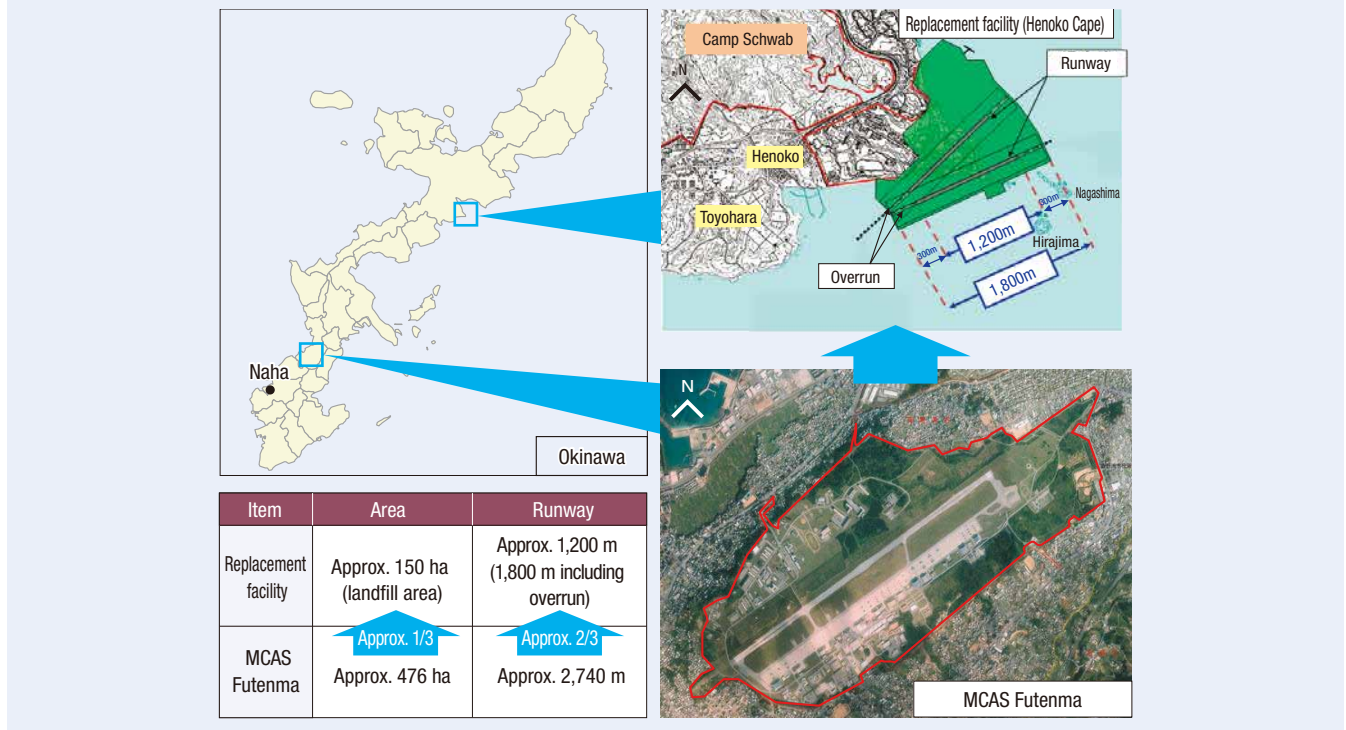 Naha
Okinawa
Replacement facility (Henoko Cape)
Camp Schwab
N
Runway
Henoko
Toyohara
Nagashima
300m
1,200m
Hirajima
300m
1,800m
Overrun
N
MCAS Futenma
Item Area Runway
Replacement
facility
Approx. 150 ha
(landfill area)
Approx. 1,200 m
(1,800 m including
overrun)
Approx. 1/3
Approx. 2/3
MCAS
Futenma
Approx. 476 ha
Approx. 2,740 m